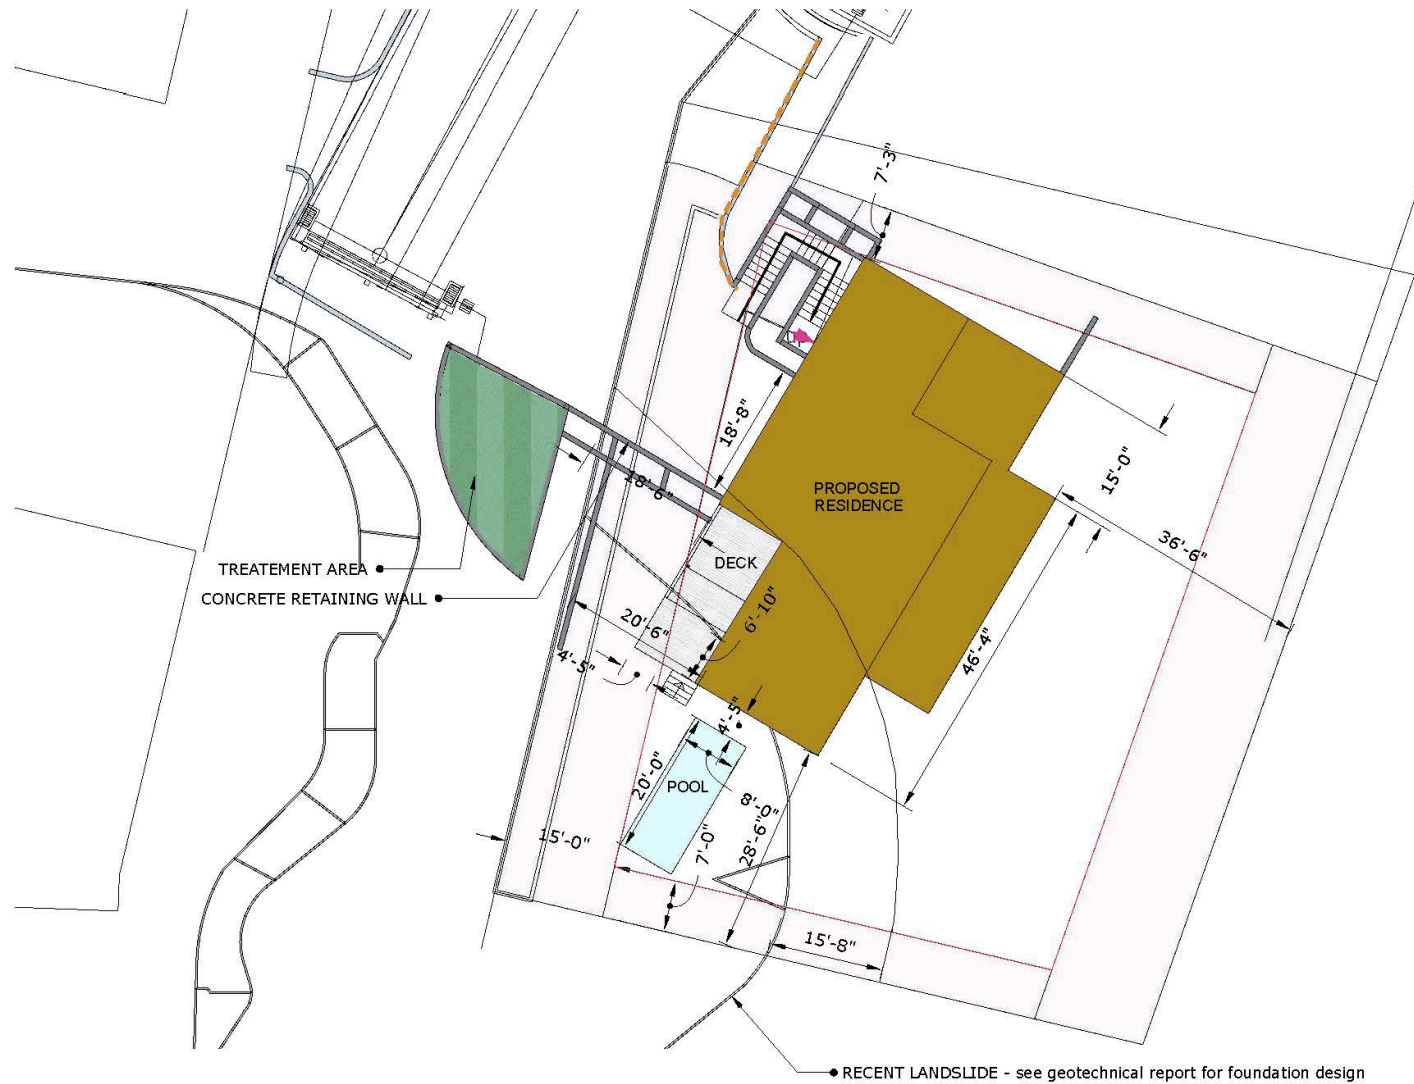 7'-3"
UP
18'-8"
15'-0"
18'-6"
PROPOSED
RESIDENCE
36'-6"
DECK
TREATEMENT AREA
CONCRETE RETAINING WALL
6'-10"
20'-6"
46'-4"
4'-5"
4'-5"
20'-0"
POOL
8'-0"
15'-0"
7'-0"
28'-6"
15'-8"
RECENT LANDSLIDE - see geotechnical report for foundation design